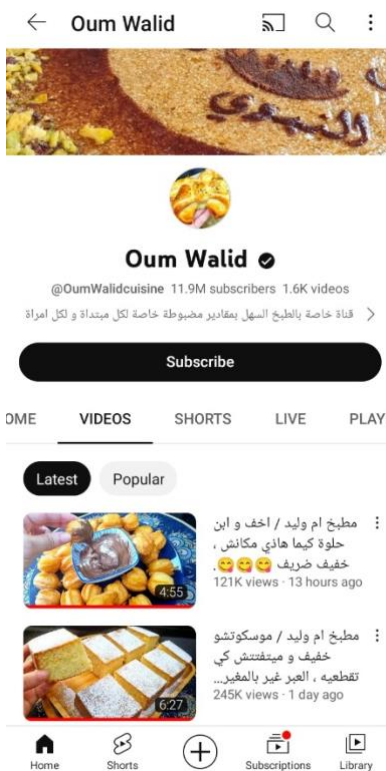 Oum Walid
النبوي
Oum Walid
@OumWalidcuisine 11.9M subscribers 1.6K videos
قناة خاصة بالطبخ السهل بمقادير مضبوطة خاصة لكل مبتداة و لكل امراة
Subscribe
OME VIDEOS SHORTS LIVE PLAY
Latest Popular
4:55
مطبخ ام وليد / اخف و ابن
حلوة كيما هاذي مكانش ،
خفيف ضريف 😋😋😋.
121K views · 13 hours ago
6:27
مطبخ ام وليد / موسكوتشو
خفيف و ميتفتتش كي
تقطعيه ، العبر غير بالمغير...
245K views · 1 day ago
Home Shorts Subscriptions Library